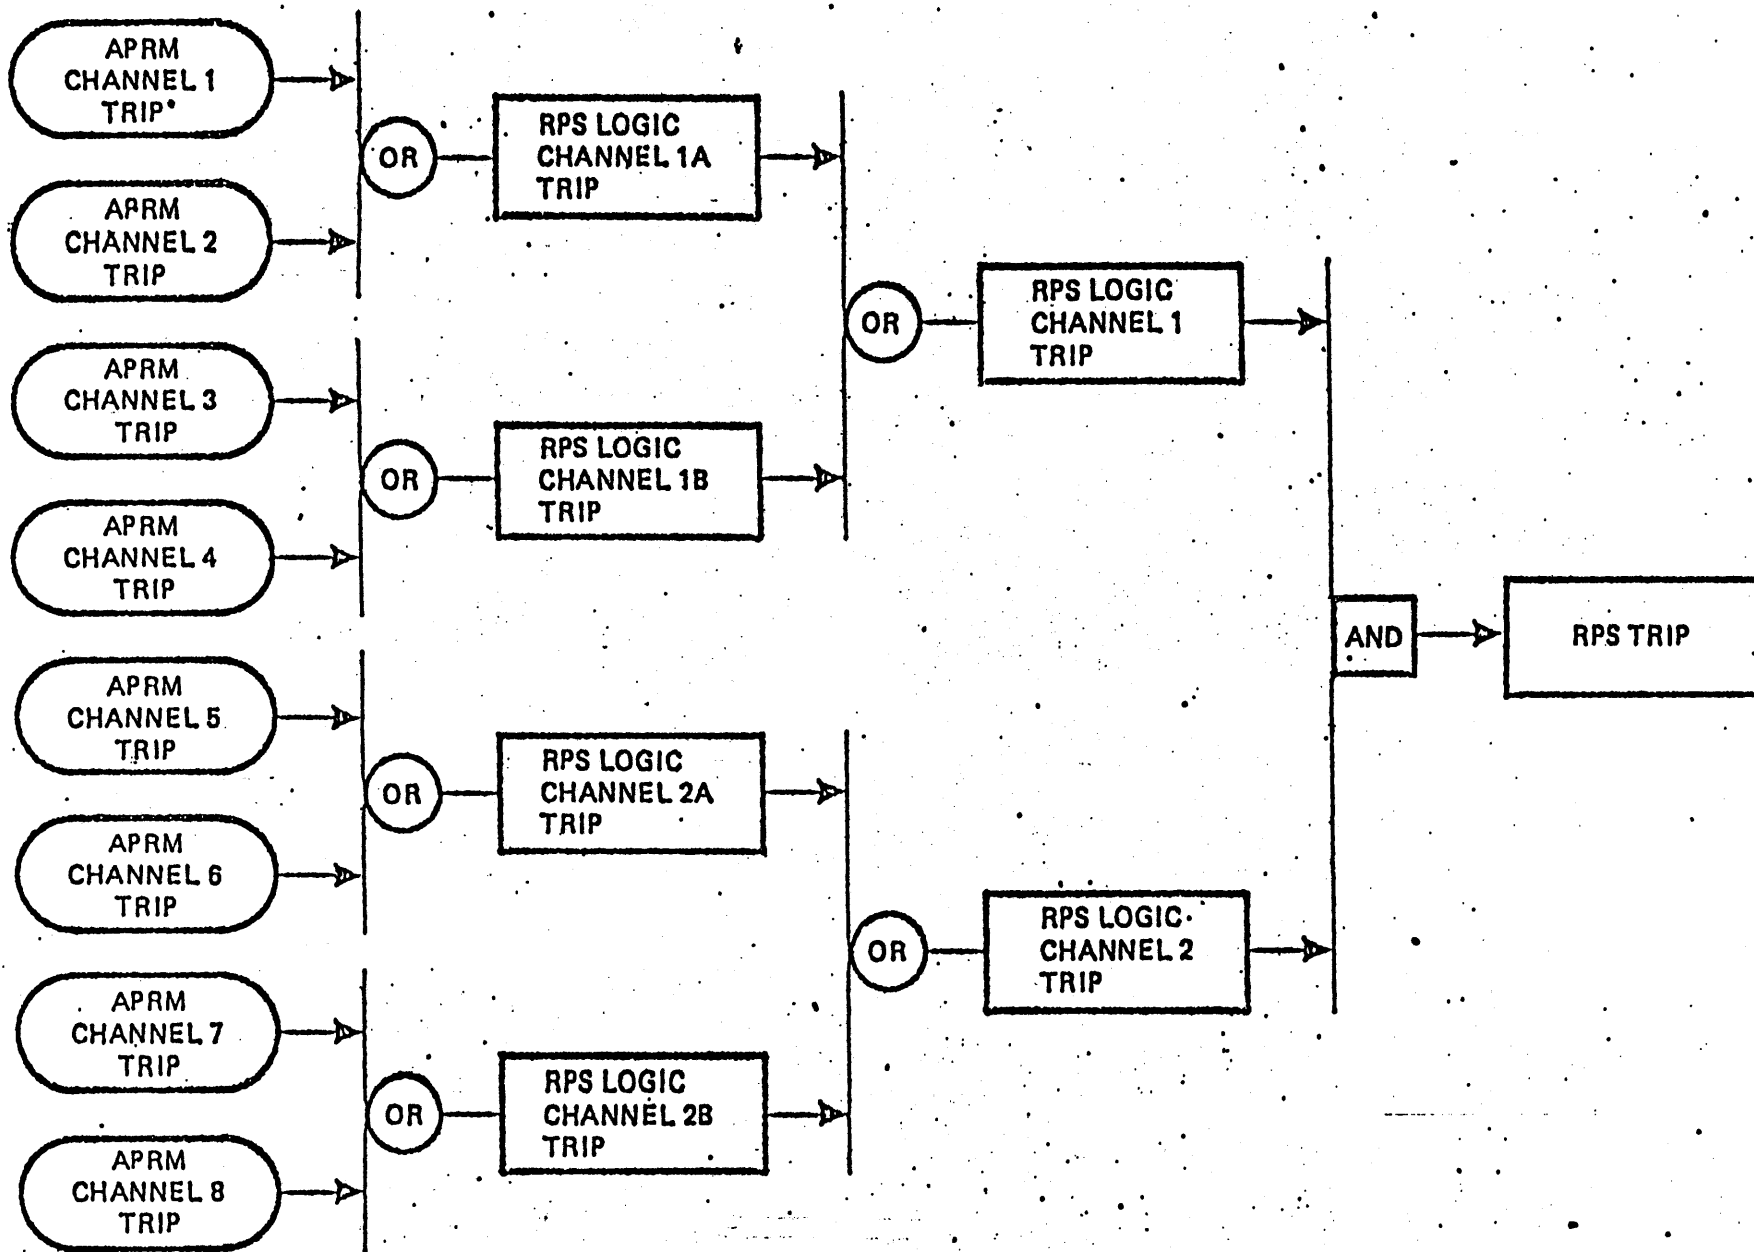 APRM
CHANNEL 1
TRIP*
APRM
CHANNEL 2
TRIP
APRM
CHANNEL 3
TRIP
APRM
CHANNEL 4
TRIP
APRM
CHANNEL 5
TRIP
APRM
CHANNEL 6
TRIP
APRM
CHANNEL 7
TRIP
APRM
CHANNEL 8
TRIP
OR
OR
OR
OR
RPS LOGIC
CHANNEL 1A
TRIP
RPS LOGIC
CHANNEL 1B
TRIP
RPS LOGIC
CHANNEL 2A
TRIP
RPS LOGIC
CHANNEL 2B
TRIP
OR
OR
RPS LOGIC
CHANNEL 1
TRIP
RPS LOGIC
CHANNEL 2
TRIP
AND
RPS TRIP